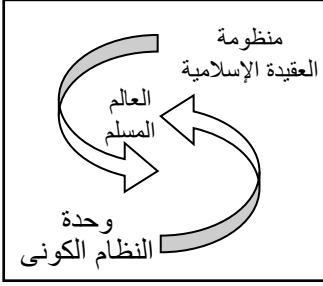 منظومة
العقيدة الإسلامية
العالم
المسلم
وحدة
النظام الكونى